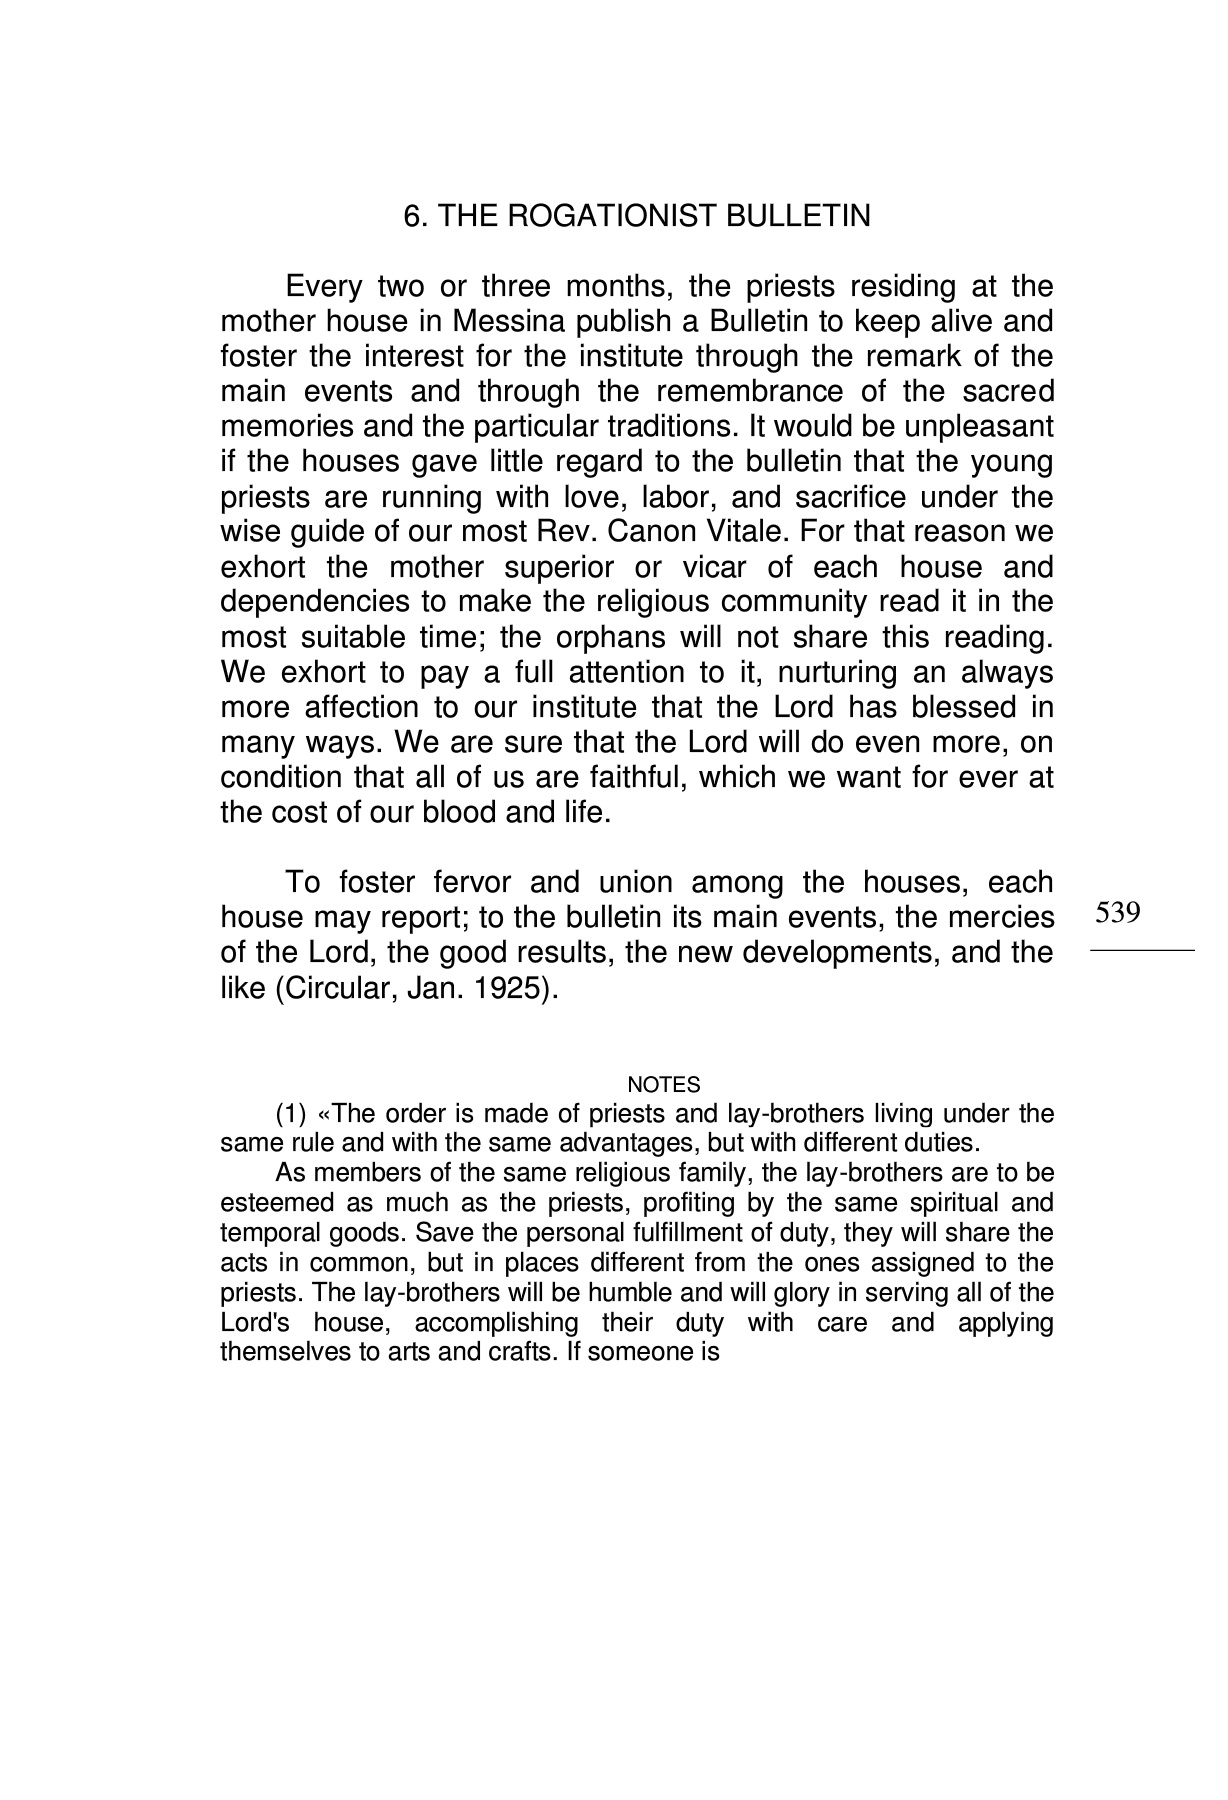 6. THE ROGATIONIST BULLETIN
Every two or three months, the priests residing at the
mother house in Messina publish a Bulletin to keep alive and
foster the interest for the institute through the remark of the
main events and through the remembrance of the sacred
memories and the particular traditions. It would be unpleasant
if the houses gave little regard to the bulletin that the young
priests are running with love, labor, and sacrifice under the
wise guide of our most Rev. Canon Vitale. For that reason we
exhort the mother superior or vicar of each house and
dependencies to make the religious community read it in the
most suitable time; the orphans will not share this reading.
We exhort to pay a full attention to it, nurturing an always
more affection to our institute that the Lord has blessed in
many ways. We are sure that the Lord will do even more, on
condition that all of us are faithful, which we want for ever at
the cost of our blood and life.
To foster fervor and union among the houses, each
house may report; to the bulletin its main events, the mercies
of the Lord, the good results, the new developments, and the
like (Circular, Jan. 1925).
539
NOTES
(1) «The order is made of priests and lay-brothers living under the
same rule and with the same advantages, but with different duties.
As members of the same religious family, the lay-brothers are to be
esteemed as much as the priests, profiting by the same spiritual and
temporal goods. Save the personal fulfillment of duty, they will share the
acts in common, but in places different from the ones assigned to the
priests. The lay-brothers will be humble and will glory in serving all of the
Lord's house, accomplishing their duty with care and applying
themselves to arts and crafts. If someone is